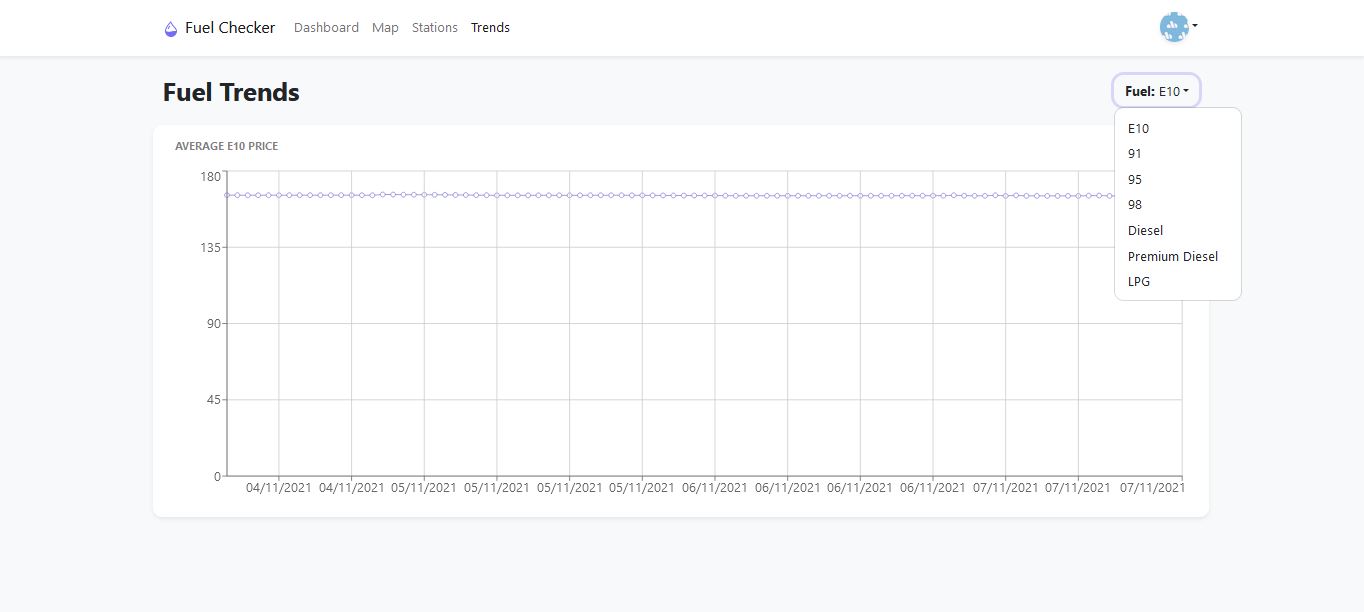 Fuel Checker Dashboard Map Stations Trends
Fuel Trends
Fuel: E10
E10
91
95
98
Diesel
Premium Diesel
LPG
AVERAGE E10 PRICE
180
135
90
45
0
04/11/2021 04/11/2021 05/11/2021 05/11/2021 05/11/2021 05/11/2021 06/11/2021 06/11/2021 06/11/2021 06/11/2021 07/11/2021 07/11/2021 07/11/2021